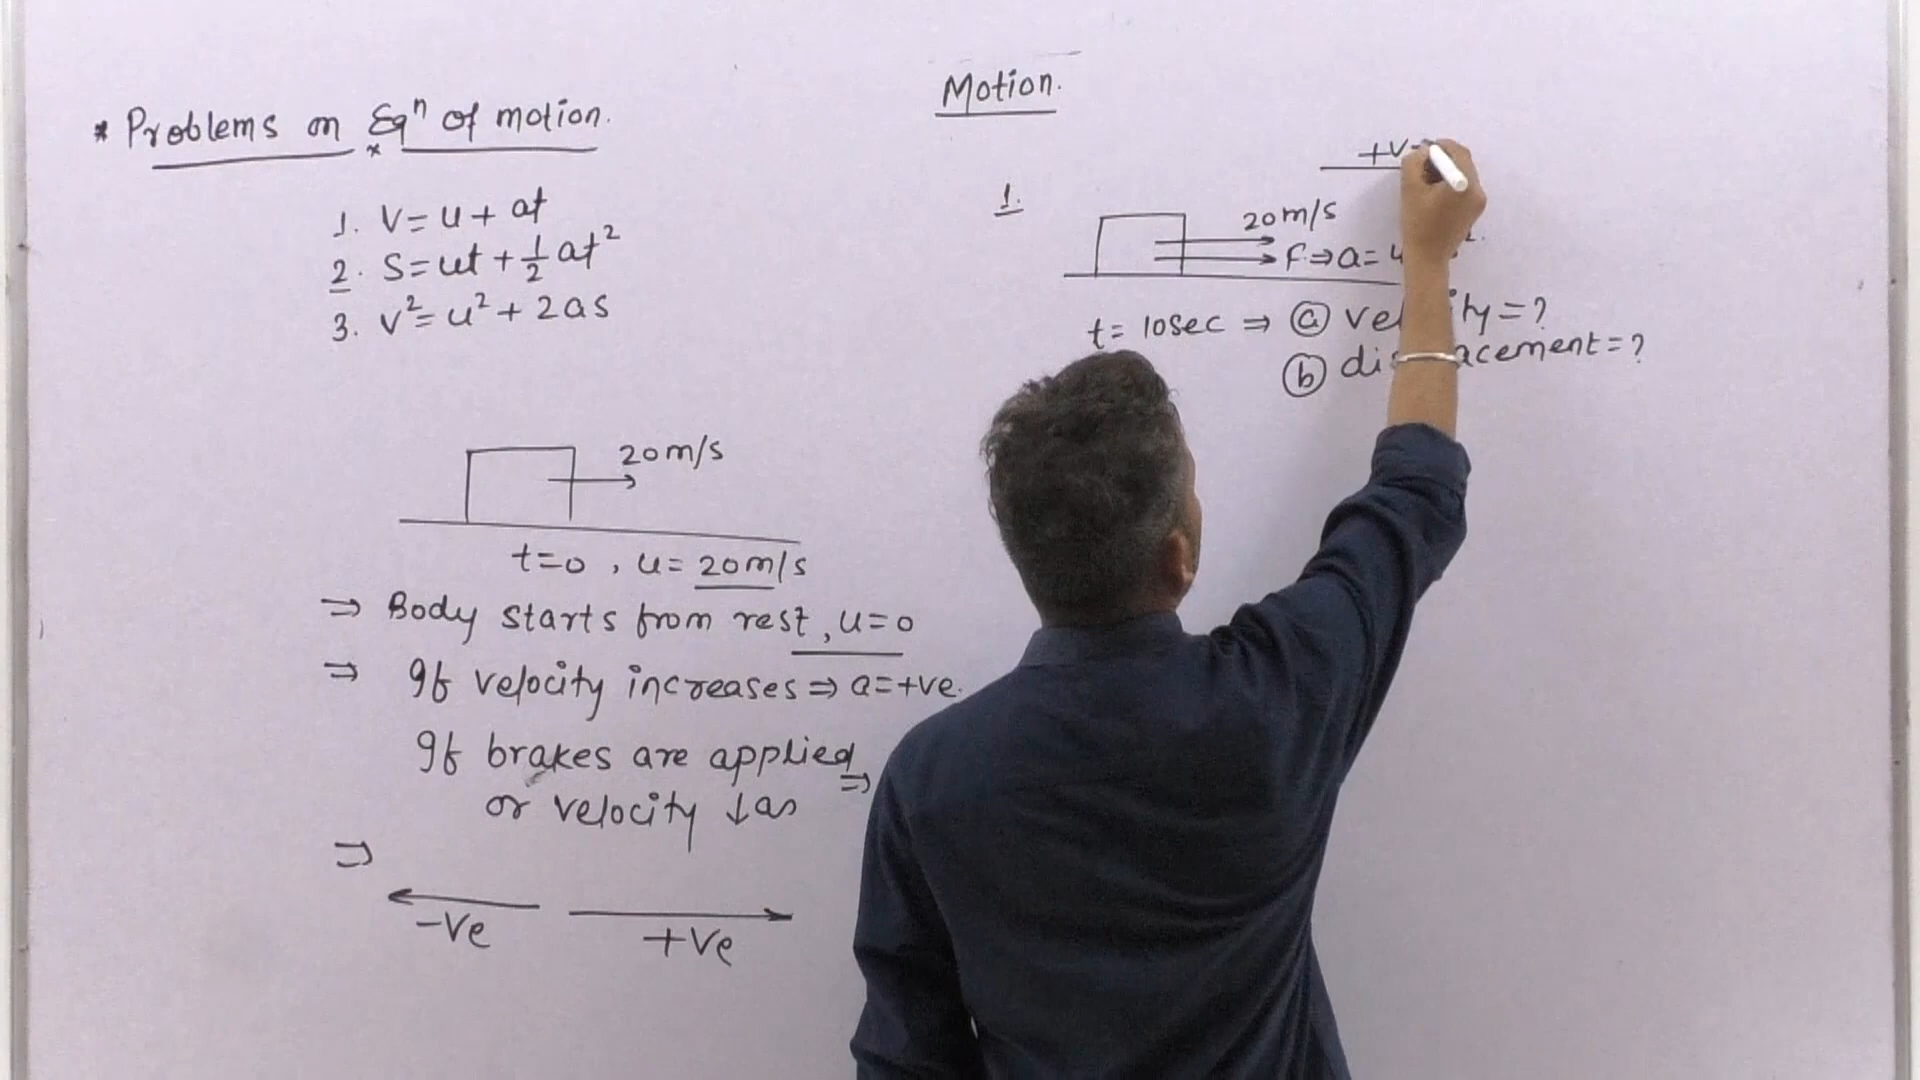 * Problems on Eqⁿ of motion.
1. V = u + at
2. S = ut + ½ at²
3. v² = u² + 2as
20m/s
t=0, u= 20m/s
⇒ Body starts from rest, u=0
⇒ If velocity increases ⇒ a=+ve.
If brakes are applied ⇒
or velocity ↓as
⇒
-Ve +Ve
Motion.
1.
20m/s
F ⇒ a=
t= 10sec ⇒ (a) =?
(b) =?